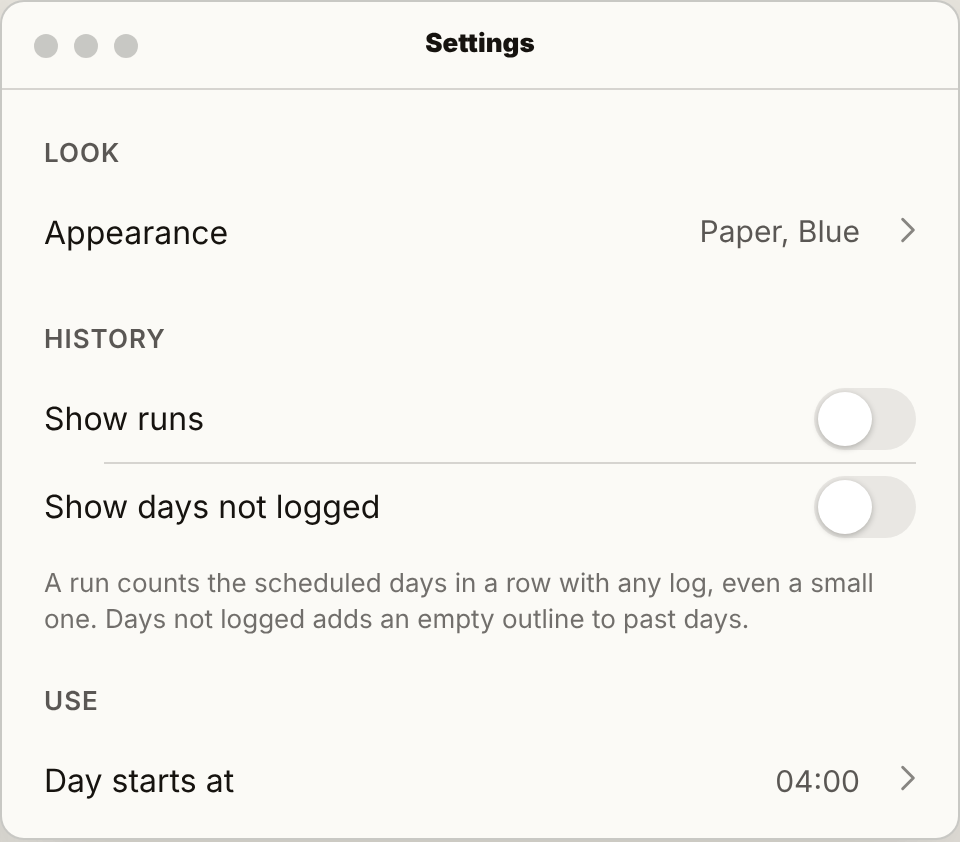 Settings
LOOK
Appearance
Paper, Blue
HISTORY
Show runs
Show days not logged
A run counts the scheduled days in a row with any log, even a small
one. Days not logged adds an empty outline to past days.
USE
Day starts at
04:00